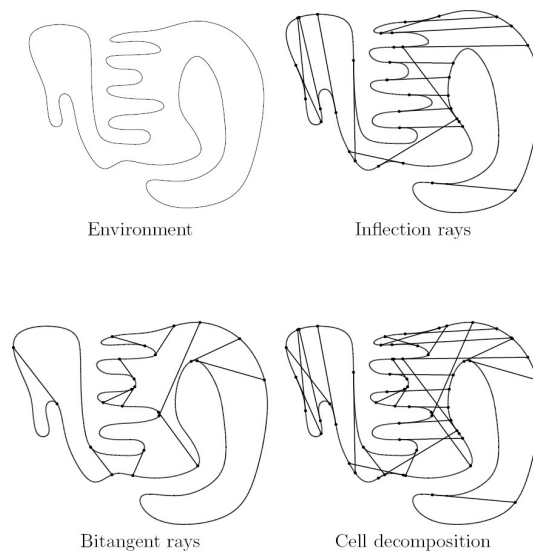 Environment
Inflection rays
Bitangent rays
Cell decomposition